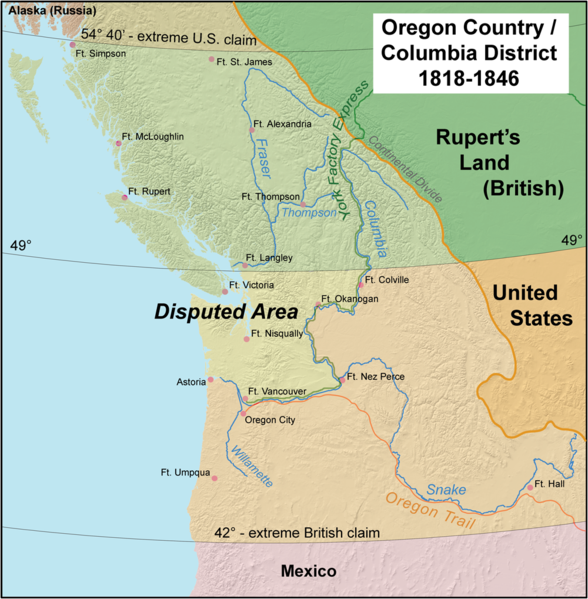 Alaska (Russia)
54° 40' - extreme U.S. claim
Oregon Country /
Columbia District
1818-1846
Ft. Simpson
Ft. St. James
York Factory Express
Ft. Alexandria
Ft. McLoughlin
Fraser
Continental Divide
Rupert's
Land
(British)
Ft. Rupert
Ft. Thompson
Thompson
Columbia
49°
49°
Ft. Langley
Ft. Victoria
Ft. Colville
Ft. Okanogan
United
States
Disputed Area
Ft. Nisqually
Astoria
Ft. Nez Perce
Ft. Vancouver
Oregon City
Ft. Umpqua
Willamette
Snake
Ft. Hall
Oregon Trail
42° - extreme British claim
Mexico